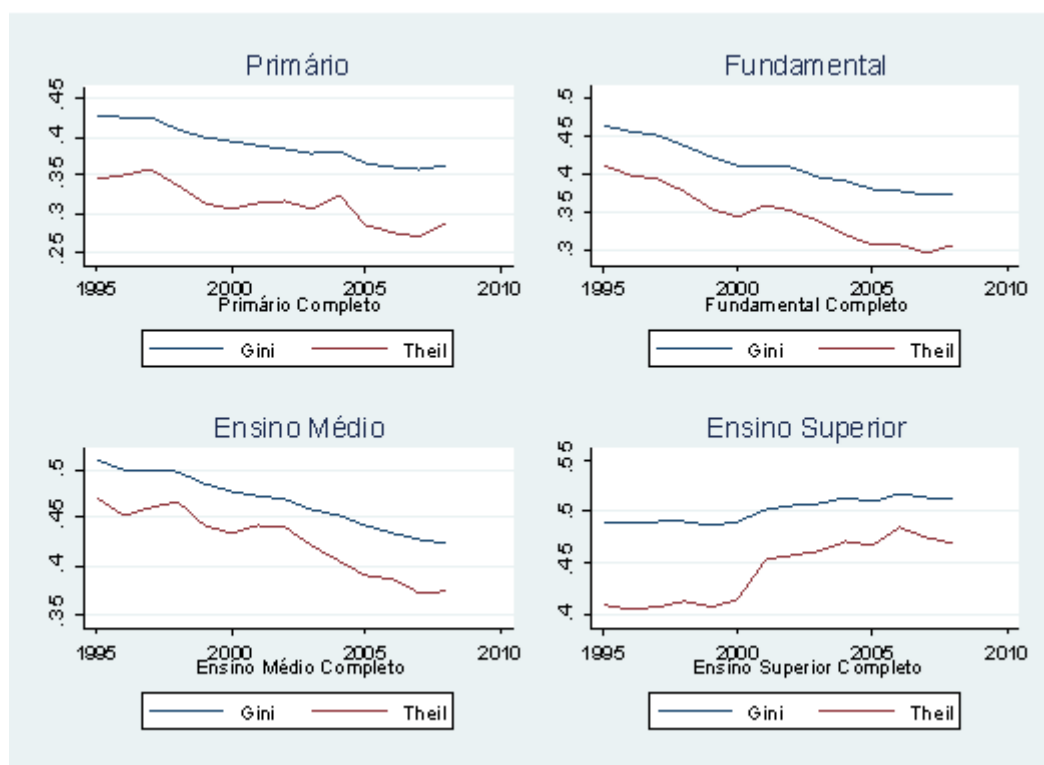 Primário
.45
.4
.35
.3
.25
1995 2000 2005 2010
Primário Completo
Gini Theil
Fundamental
.5
.45
.4
.35
.3
1995 2000 2005 2010
Fundamental Completo
Gini Theil
Ensino Médio
.5
.45
.4
.35
1995 2000 2005 2010
Ensino Médio Completo
Gini Theil
Ensino Superior
.55
.5
.45
.4
1995 2000 2005 2010
Ensino Superior Completo
Gini Theil